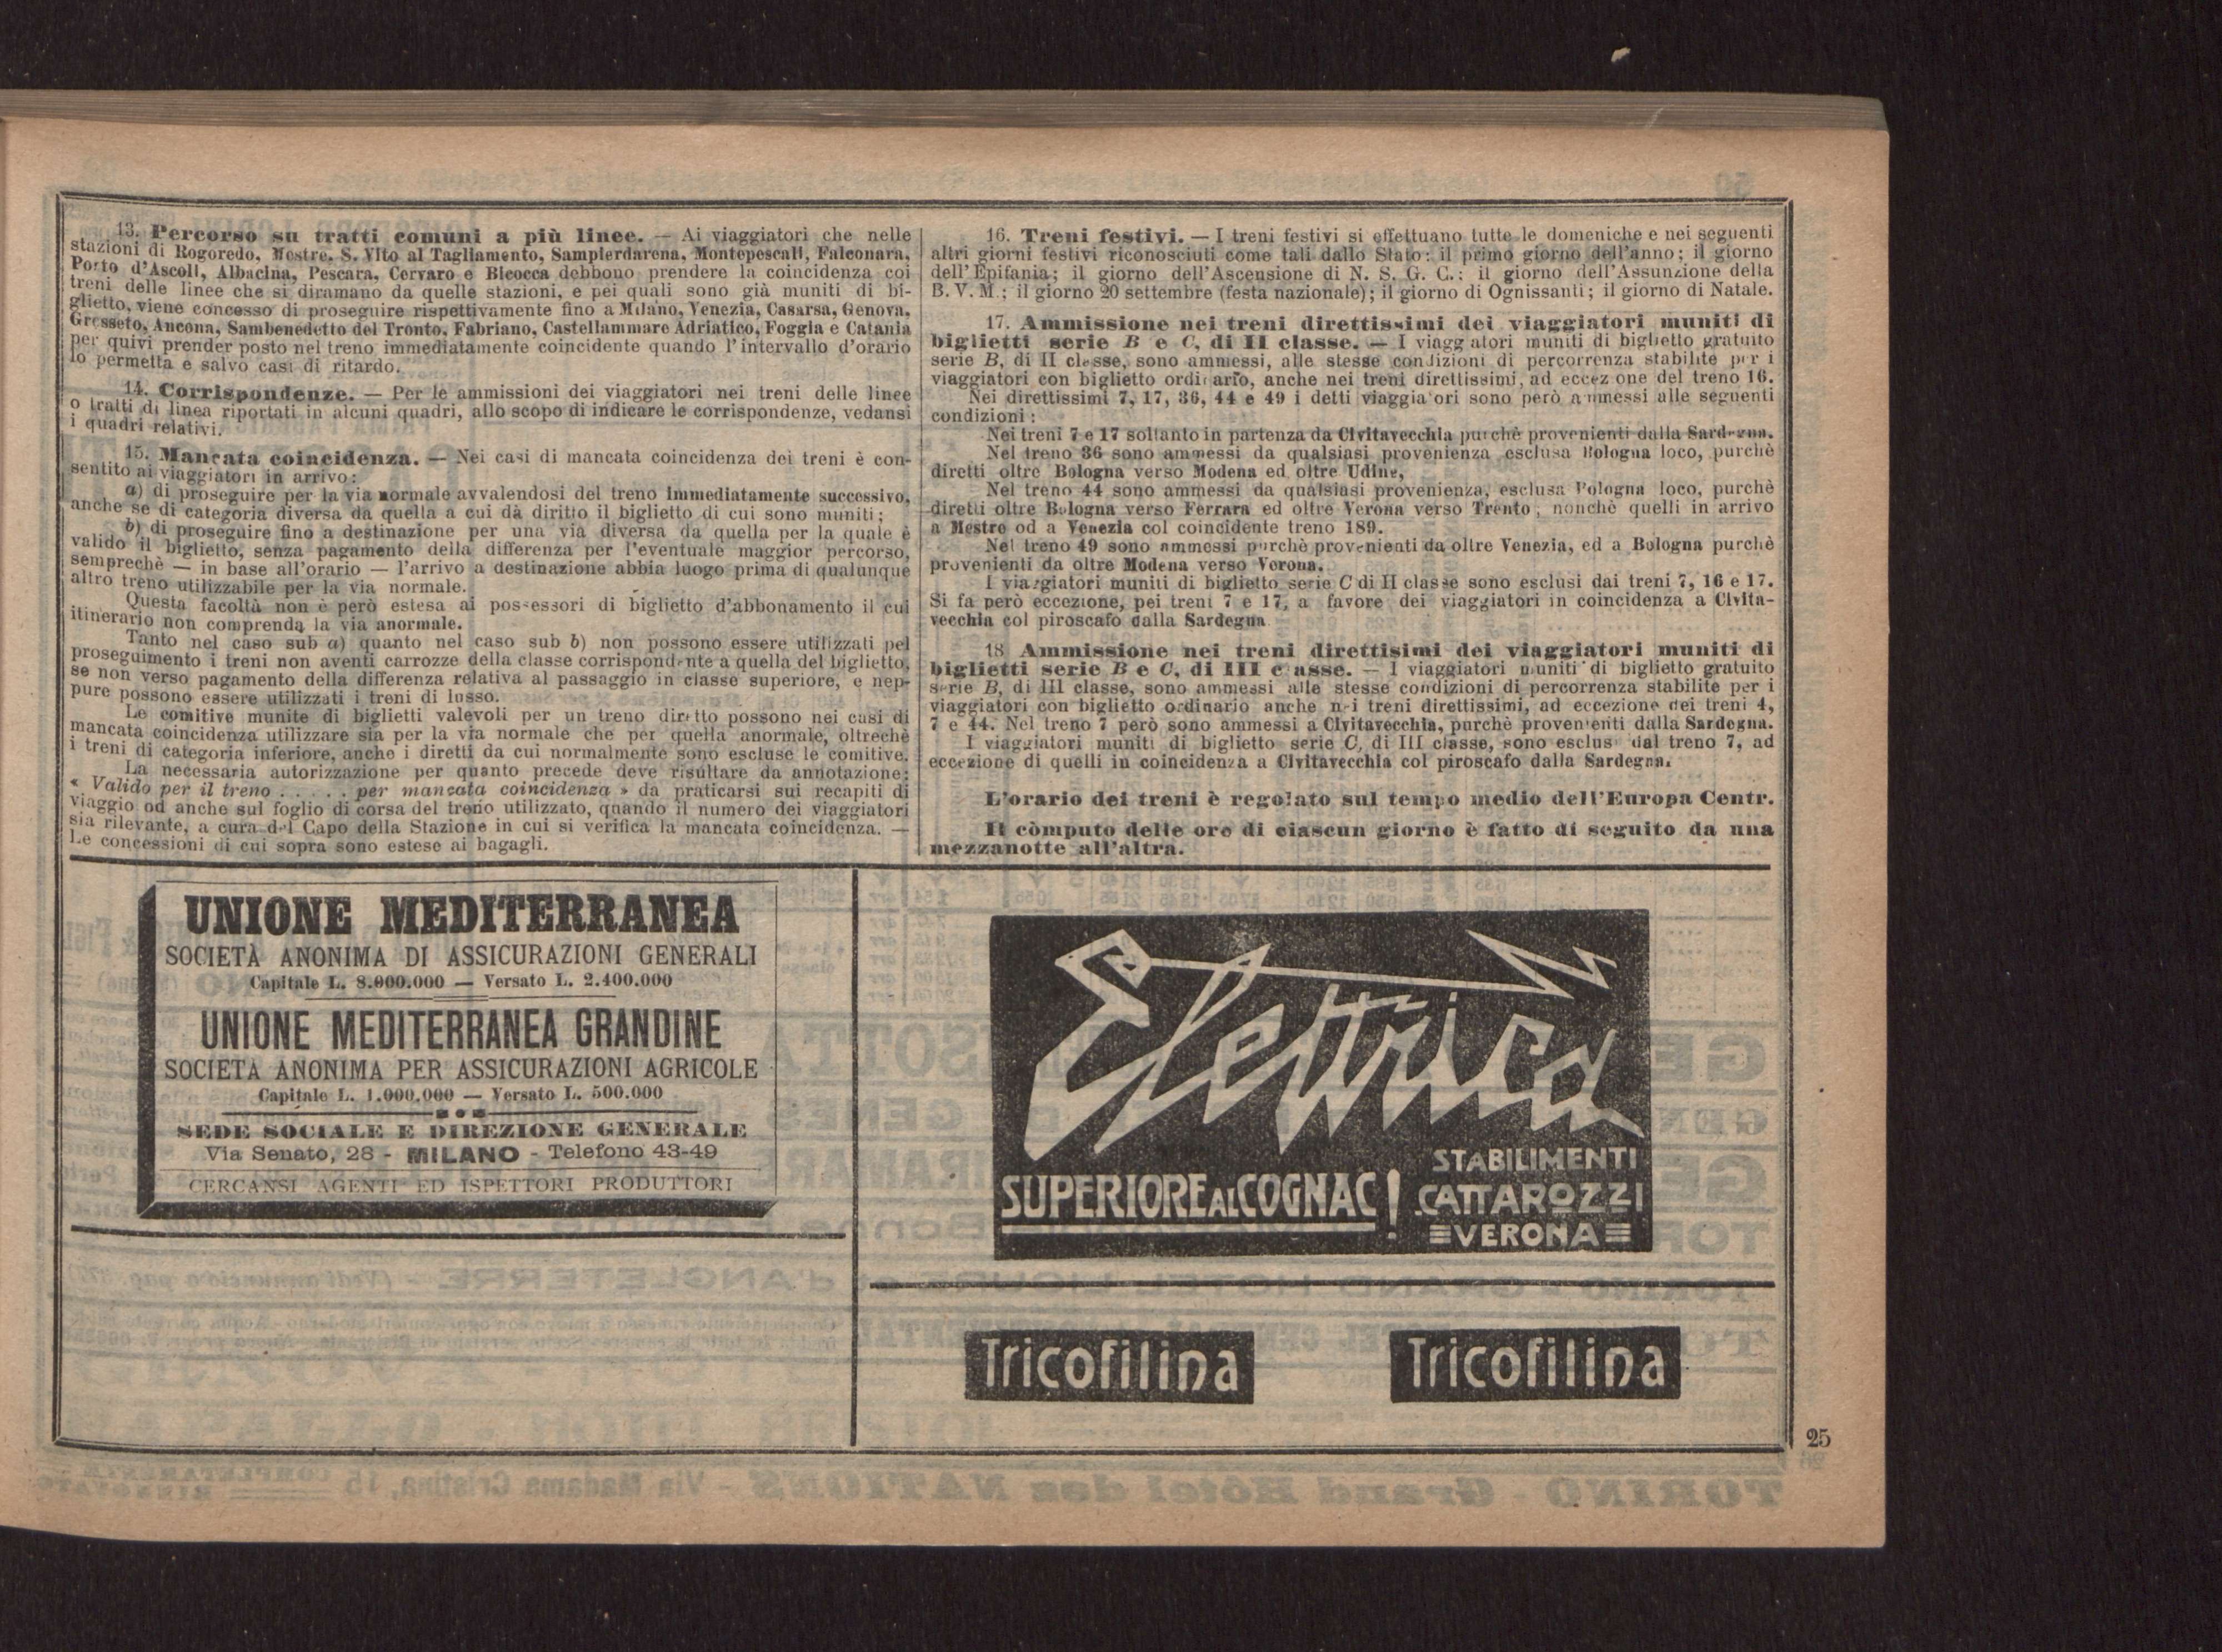 13. Percorso su tratti comuni a più linee. — Ai viaggiatori che nelle
stazioni di Rogoredo, Mestre, S. Vito al Tagliamento, Sampierdarena, Montepescali, Falconara,
Porto d'Ascoli, Albacina, Pescara, Cervaro e Bicocca debbono prendere la coincidenza coi
treni delle linee che si diramano da quelle stazioni, e pei quali sono già muniti di bi-
glietto, viene concesso di proseguire rispettivamente fino a Milano, Venezia, Casarsa, Genova,
Grosseto, Ancona, Sambenedetto del Tronto, Fabriano, Castellammare Adriatico, Foggia e Catania
per quivi prender posto nel treno immediatamente coincidente quando l'intervallo d'orario
lo permetta e salvo casi di ritardo.
14. Corrispondenze. — Per le ammissioni dei viaggiatori nei treni delle linee
o tratti di linea riportati in alcuni quadri, allo scopo di indicare le corrispondenze, vedansi
i quadri relativi.
15. Mancata coincidenza. — Nei casi di mancata coincidenza dei treni è con-
sentito ai viaggiatori in arrivo:
a) di proseguire per la via normale avvalendosi del treno immediatamente successivo,
anche se di categoria diversa da quella a cui dà diritto il biglietto di cui sono muniti;
b) di proseguire fino a destinazione per una via diversa da quella per la quale è
valido il biglietto, senza pagamento della differenza per l'eventuale maggior percorso,
sempreché — in base all'orario — l'arrivo a destinazione abbia luogo prima di qualunque
altro treno utilizzabile per la via normale.
Questa facoltà non è però estesa ai possessori di biglietto d'abbonamento il cui
itinerario non comprenda la via anormale.
Tanto nel caso sub a) quanto nel caso sub b) non possono essere utilizzati pel
proseguimento i treni non aventi carrozze della classe corrispondente a quella del biglietto,
se non verso pagamento della differenza relativa al passaggio in classe superiore, e nep-
pure possono essere utilizzati i treni di lusso.
Le comitive munite di biglietti valevoli per un treno diretto possono nei casi di
mancata coincidenza utilizzare sia per la via normale che per quella anormale, oltreché
i treni di categoria inferiore, anche i diretti da cui normalmente sono escluse le comitive.
La necessaria autorizzazione per quanto precede deve risultare da annotazione:
« Valido per il treno . . . . . per mancata coincidenza » da praticarsi sui recapiti di
viaggio od anche sul foglio di corsa del treno utilizzato, quando il numero dei viaggiatori
sia rilevante, a cura del Capo della Stazione in cui si verifica la mancata coincidenza. —
Le concessioni di cui sopra sono estese ai bagagli.
16. Treni festivi. — I treni festivi si effettuano tutte le domeniche e nei seguenti
altri giorni festivi riconosciuti come tali dallo Stato: il primo giorno dell'anno; il giorno
dell'Epifania; il giorno dell'Ascensione di N. S. G. C.: il giorno dell'Assunzione della
B. V. M.; il giorno 20 settembre (festa nazionale); il giorno di Ognissanti; il giorno di Natale.
17. Ammissione nei treni direttissimi dei viaggiatori muniti di
biglietti serie B e C, di II classe. — I viaggiatori muniti di biglietto gratuito
serie B, di II classe, sono ammessi, alle stesse condizioni di percorrenza stabilite per i
viaggiatori con biglietto ordinario, anche nei treni direttissimi, ad eccezione del treno 16.
Nei direttissimi 7, 17, 36, 44 e 49 i detti viaggiatori sono però ammessi alle seguenti
condizioni:
Nei treni 7 e 17 soltanto in partenza da Civitavecchia purchè provenienti dalla Sardegna.
Nel treno 36 sono ammessi da qualsiasi provenienza esclusa Bologna loco, purchè
diretti oltre Bologna verso Modena ed oltre Udine,
Nel treno 44 sono ammessi da qualsiasi provenienza, esclusa Bologna loco, purchè
diretti oltre Bologna verso Ferrara ed oltre Verona verso Trento, nonchè quelli in arrivo
a Mestre od a Venezia col coincidente treno 189.
Nel treno 49 sono ammessi purchè provenienti da oltre Venezia, ed a Bologna purchè
provenienti da oltre Modena verso Verona.
I viaggiatori muniti di biglietto serie C di II classe sono esclusi dai treni 7, 16 e 17.
Si fa però eccezione, pei treni 7 e 17, a favore dei viaggiatori in coincidenza a Civita-
vecchia col piroscafo dalla Sardegna
18 Ammissione nei treni direttisimi dei viaggiatori muniti di
biglietti serie B e C, di III classe. — I viaggiatori muniti di biglietto gratuito
serie B, di III classe, sono ammessi alle stesse condizioni di percorrenza stabilite per i
viaggiatori con biglietto ordinario anche nei treni direttissimi, ad eccezione dei treni 4,
7 e 44. Nel treno 7 però sono ammessi a Civitavecchia, purchè provenienti dalla Sardegna.
I viaggiatori muniti di biglietto serie C, di III classe, sono esclusi dal treno 7, ad
eccezione di quelli in coincidenza a Civitavecchia col piroscafo dalla Sardegna.
L'orario dei treni è regolato sul tempo medio dell'Europa Centr.
Il còmputo delle ore di ciascun giorno è fatto di seguito da una
mezzanotte all'altra.
UNIONE MEDITERRANEA
SOCIETÀ ANONIMA DI ASSICURAZIONI GENERALI
Capitale L. 8.000.000 — Versato L. 2.400.000
UNIONE MEDITERRANEA GRANDINE
SOCIETÀ ANONIMA PER ASSICURAZIONI AGRICOLE
Capitale L. 1.000.000 — Versato L. 500.000
SEDE SOCIALE E DIREZIONE GENERALE
Via Senato, 28 - MILANO - Telefono 43-49
CERCANSI AGENTI ED ISPETTORI PRODUTTORI
Elettrica
SUPERIORE AL COGNAC!
STABILIMENTI
CATTAROZZI
VERONA
Tricofilina Tricofilina
25